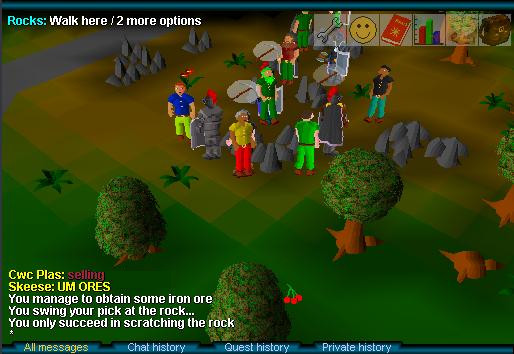 Rocks: Walk here / 2 more options
Cwc Plas: selling
Skeese: UM ORES
You manage to obtain some iron ore
You swing your pick at the rock...
You only succeed in scratching the rock
*
All messages Chat history Quest history Private history